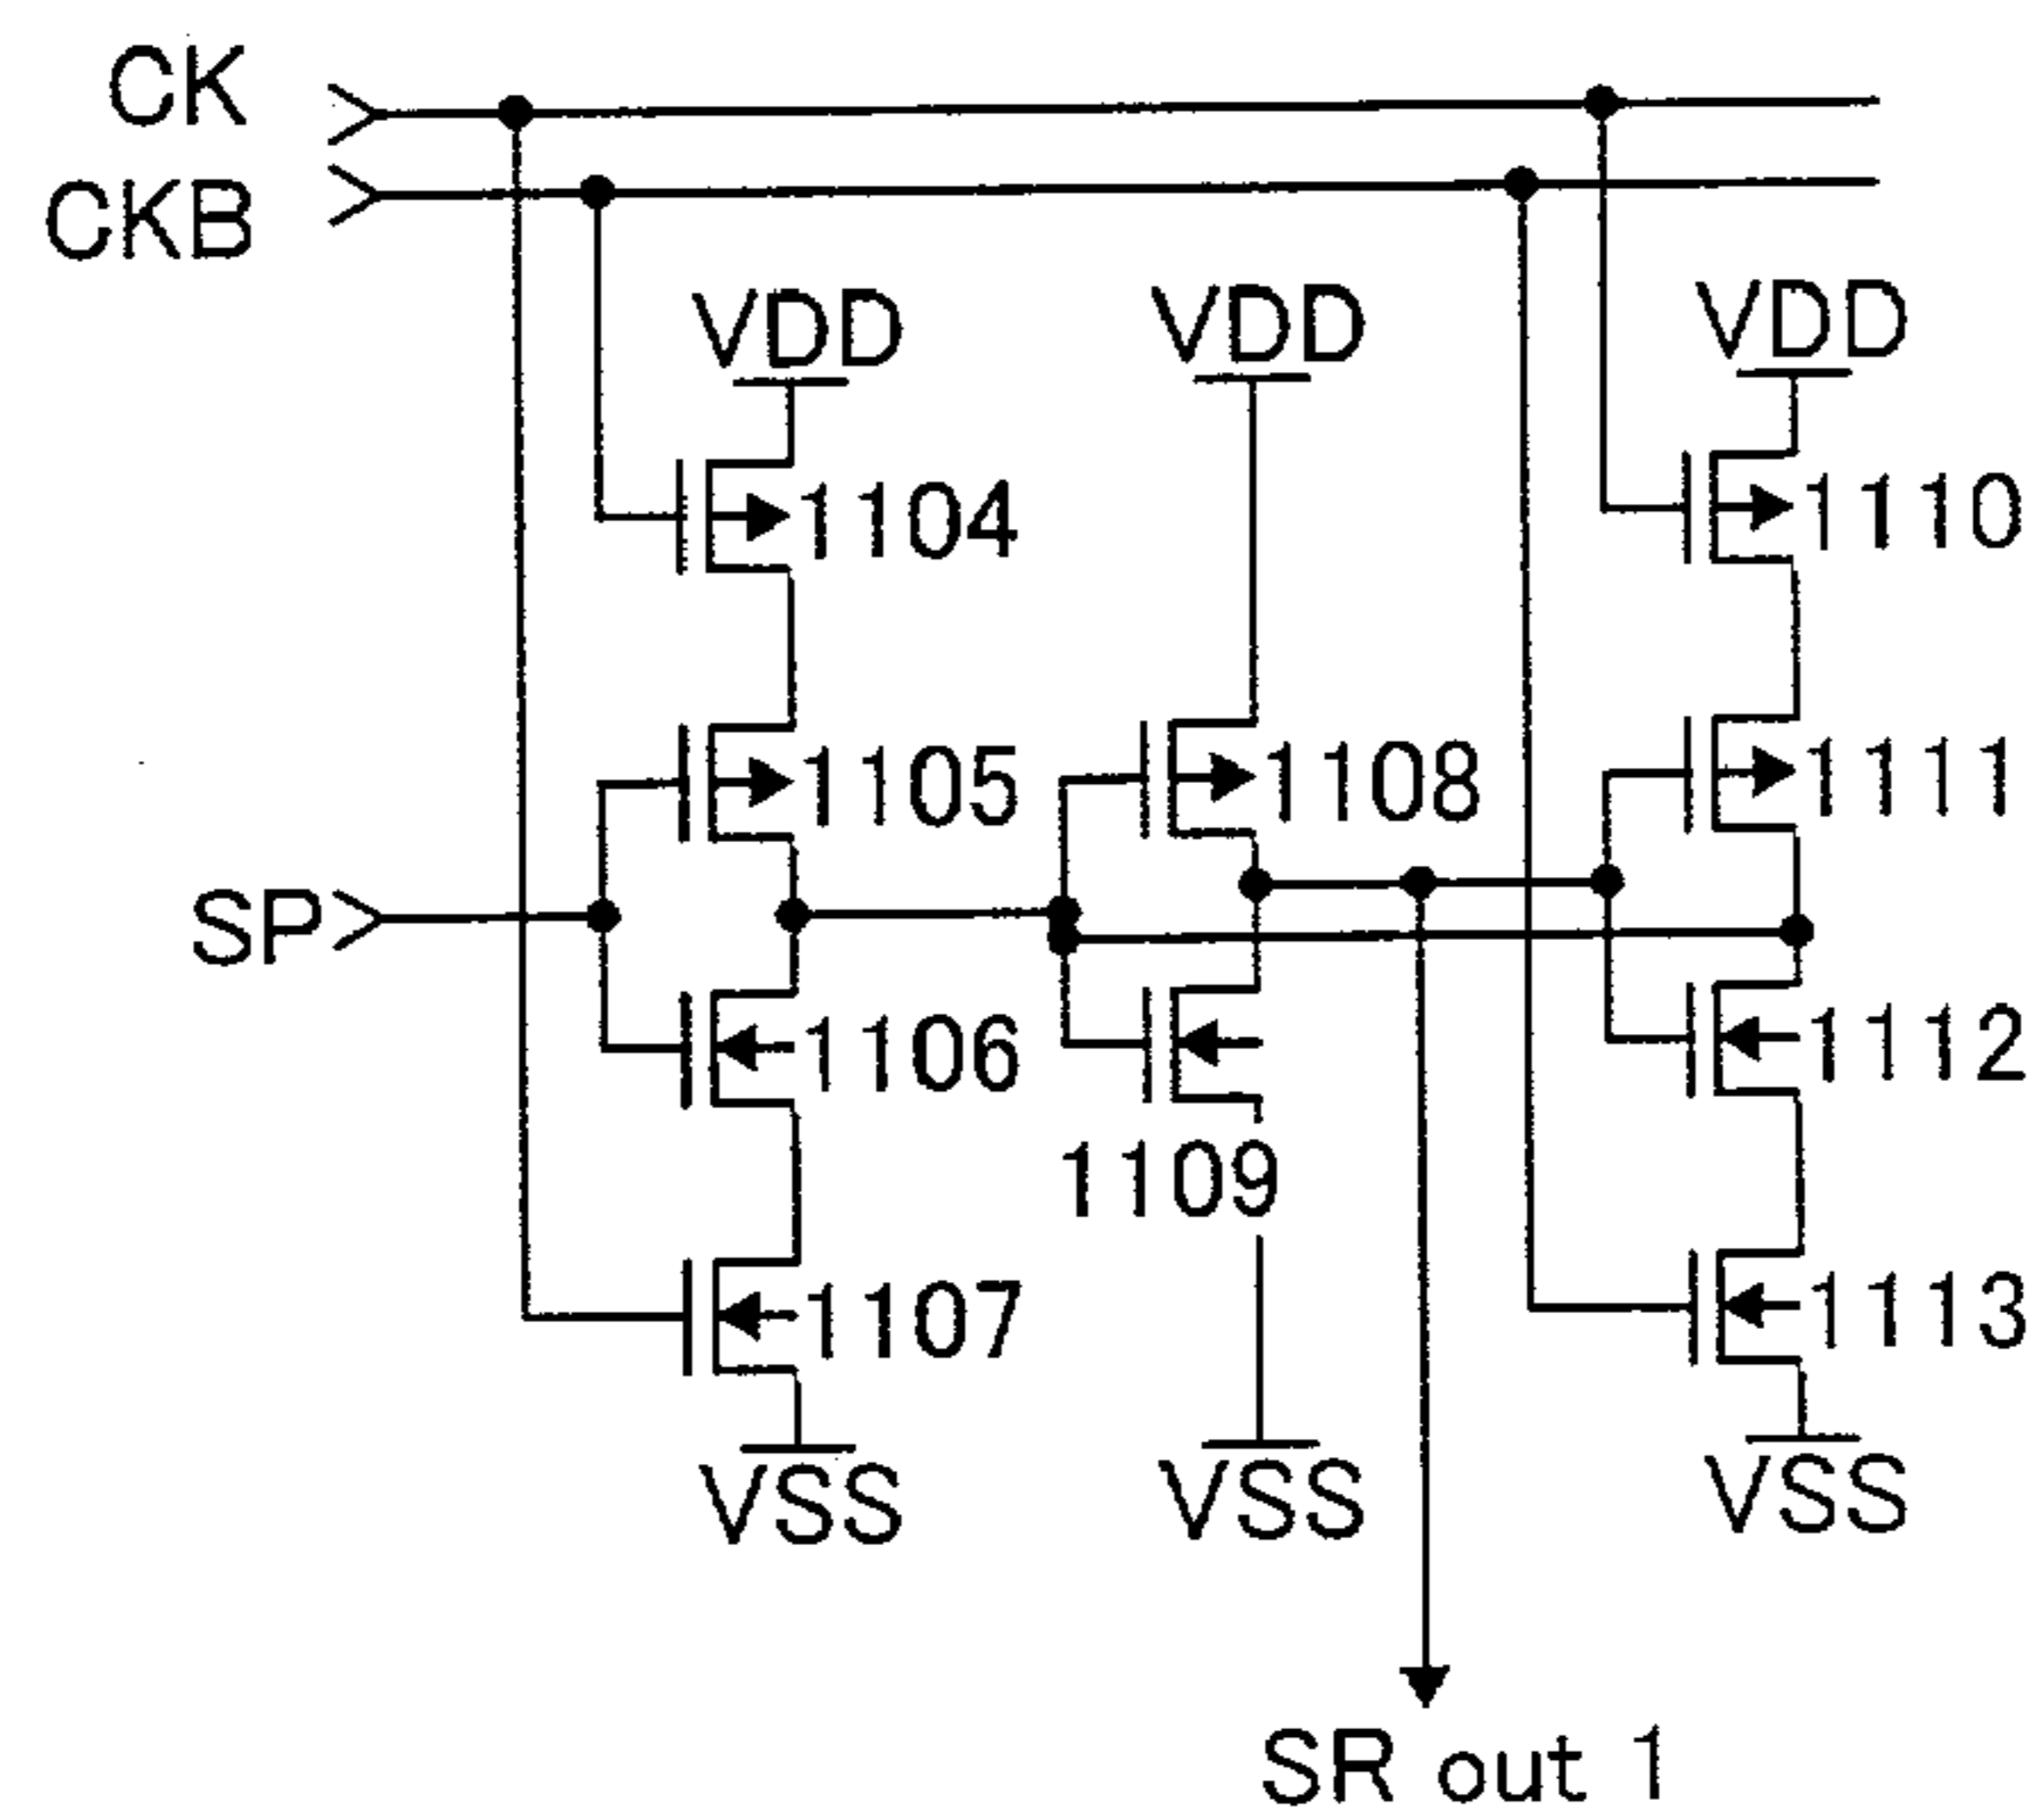 CK
CKB
VDD VDD VDD
1104 1110
1105 1108 1111
SP
1106 1112
1109
1107 1113
VSS VSS VSS
SR out 1